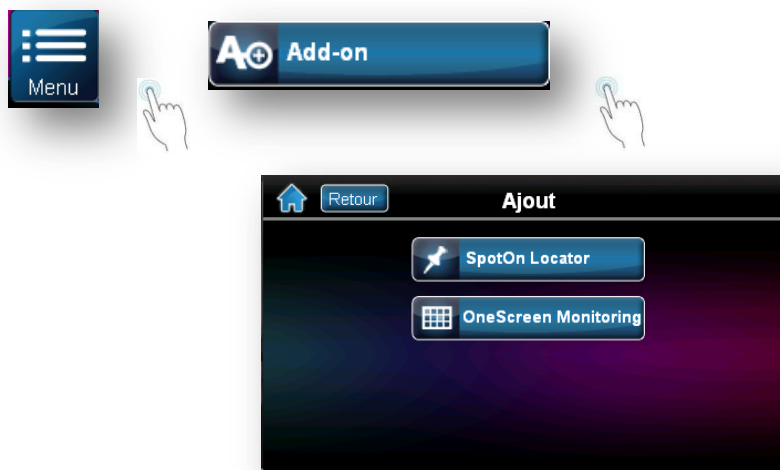 Menu
Add-on
Retour
Ajout
SpotOn Locator
OneScreen Monitoring